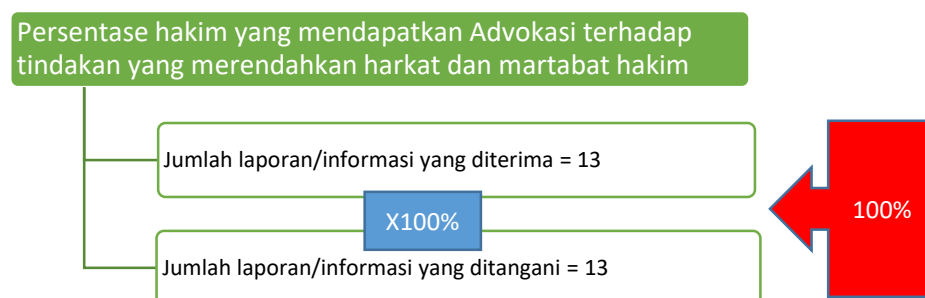 Persentase hakim yang mendapatkan Advokasi terhadap
tindakan yang merendahkan harkat dan martabat hakim
Jumlah laporan/informasi yang diterima = 13
X100%
100%
Jumlah laporan/informasi yang ditangani = 13